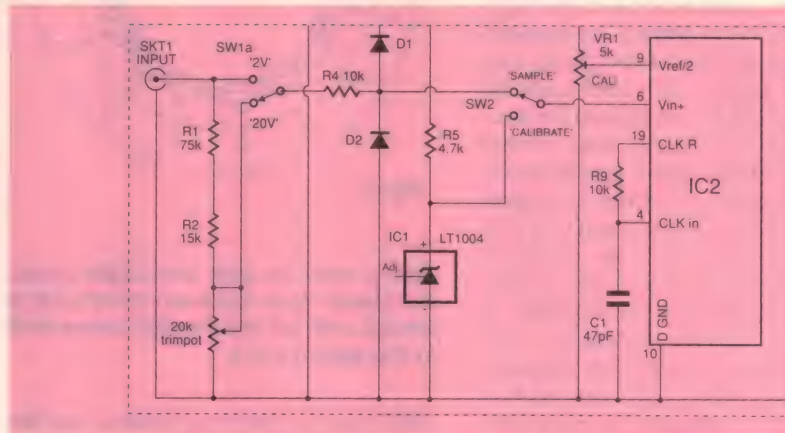 SKT1
INPUT
SW1a
'2V'
'20V'
R1
75k
R2
15k
20k
trimpot
R4 10k
D1
D2
R5
4.7k
IC1
LT1004
Adj
+
-
'SAMPLE'
SW2
'CALIBRATE'
VR1
5k
CAL
9
Vref/2
6
Vin+
19
CLK R
R9
10k
4
CLK in
IC2
C1
47pF
D GND
10